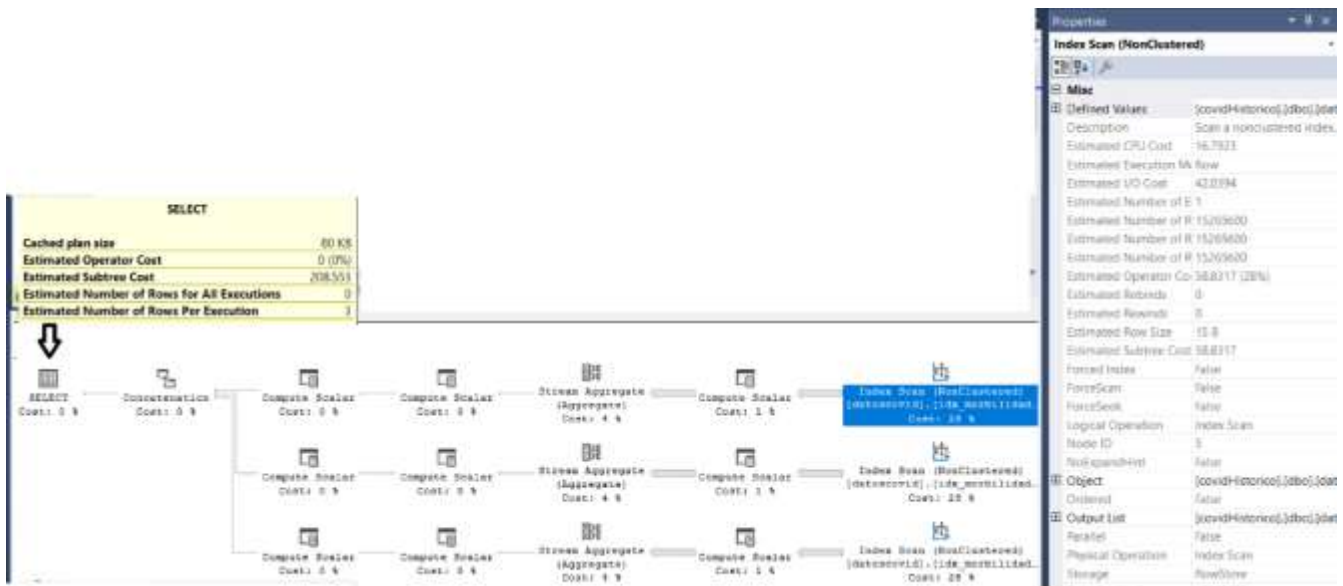 SELECT
Cached plan size 80 KB
Estimated Operator Cost 0 (0%)
Estimated Subtree Cost 208.553
Estimated Number of Rows for All Executions 0
Estimated Number of Rows Per Execution 3
SELECT
Cost: 0 %
Concatenation
Cost: 0 %
Compute Scalar
Cost: 0 %
Compute Scalar
Cost: 0 %
Stream Aggregate
(Aggregate)
Cost: 4 %
Compute Scalar
Cost: 1 %
Index Scan (NonClustered)
[datoscovid].[idx_morbilidad…
Cost: 28 %
Compute Scalar
Cost: 0 %
Compute Scalar
Cost: 0 %
Stream Aggregate
(Aggregate)
Cost: 4 %
Compute Scalar
Cost: 1 %
Index Scan (NonClustered)
[datoscovid].[idx_morbilidad…
Cost: 28 %
Compute Scalar
Cost: 0 %
Compute Scalar
Cost: 0 %
Stream Aggregate
(Aggregate)
Cost: 4 %
Compute Scalar
Cost: 1 %
Index Scan (NonClustered)
[datoscovid].[idx_morbilidad…
Cost: 28 %
Properties
Index Scan (NonClustered)
Misc
Defined Values [covidHistorico].[dbo].[dat
Description Scan a nonclustered index,
Estimated CPU Cost 16.7923
Estimated Execution Mo Row
Estimated I/O Cost 42.0394
Estimated Number of E 1
Estimated Number of R 15265600
Estimated Number of R 15265600
Estimated Number of R 15265600
Estimated Operator Co 58.8317 (28%)
Estimated Rebinds 0
Estimated Rewinds 0
Estimated Row Size 15 B
Estimated Subtree Cost 58.8317
Forced Index False
ForceScan False
ForceSeek False
Logical Operation Index Scan
Node ID 5
NoExpandHint False
Object [covidHistorico].[dbo].[dat
Ordered False
Output List [covidHistorico].[dbo].[dat
Parallel False
Physical Operation Index Scan
Storage RowStore